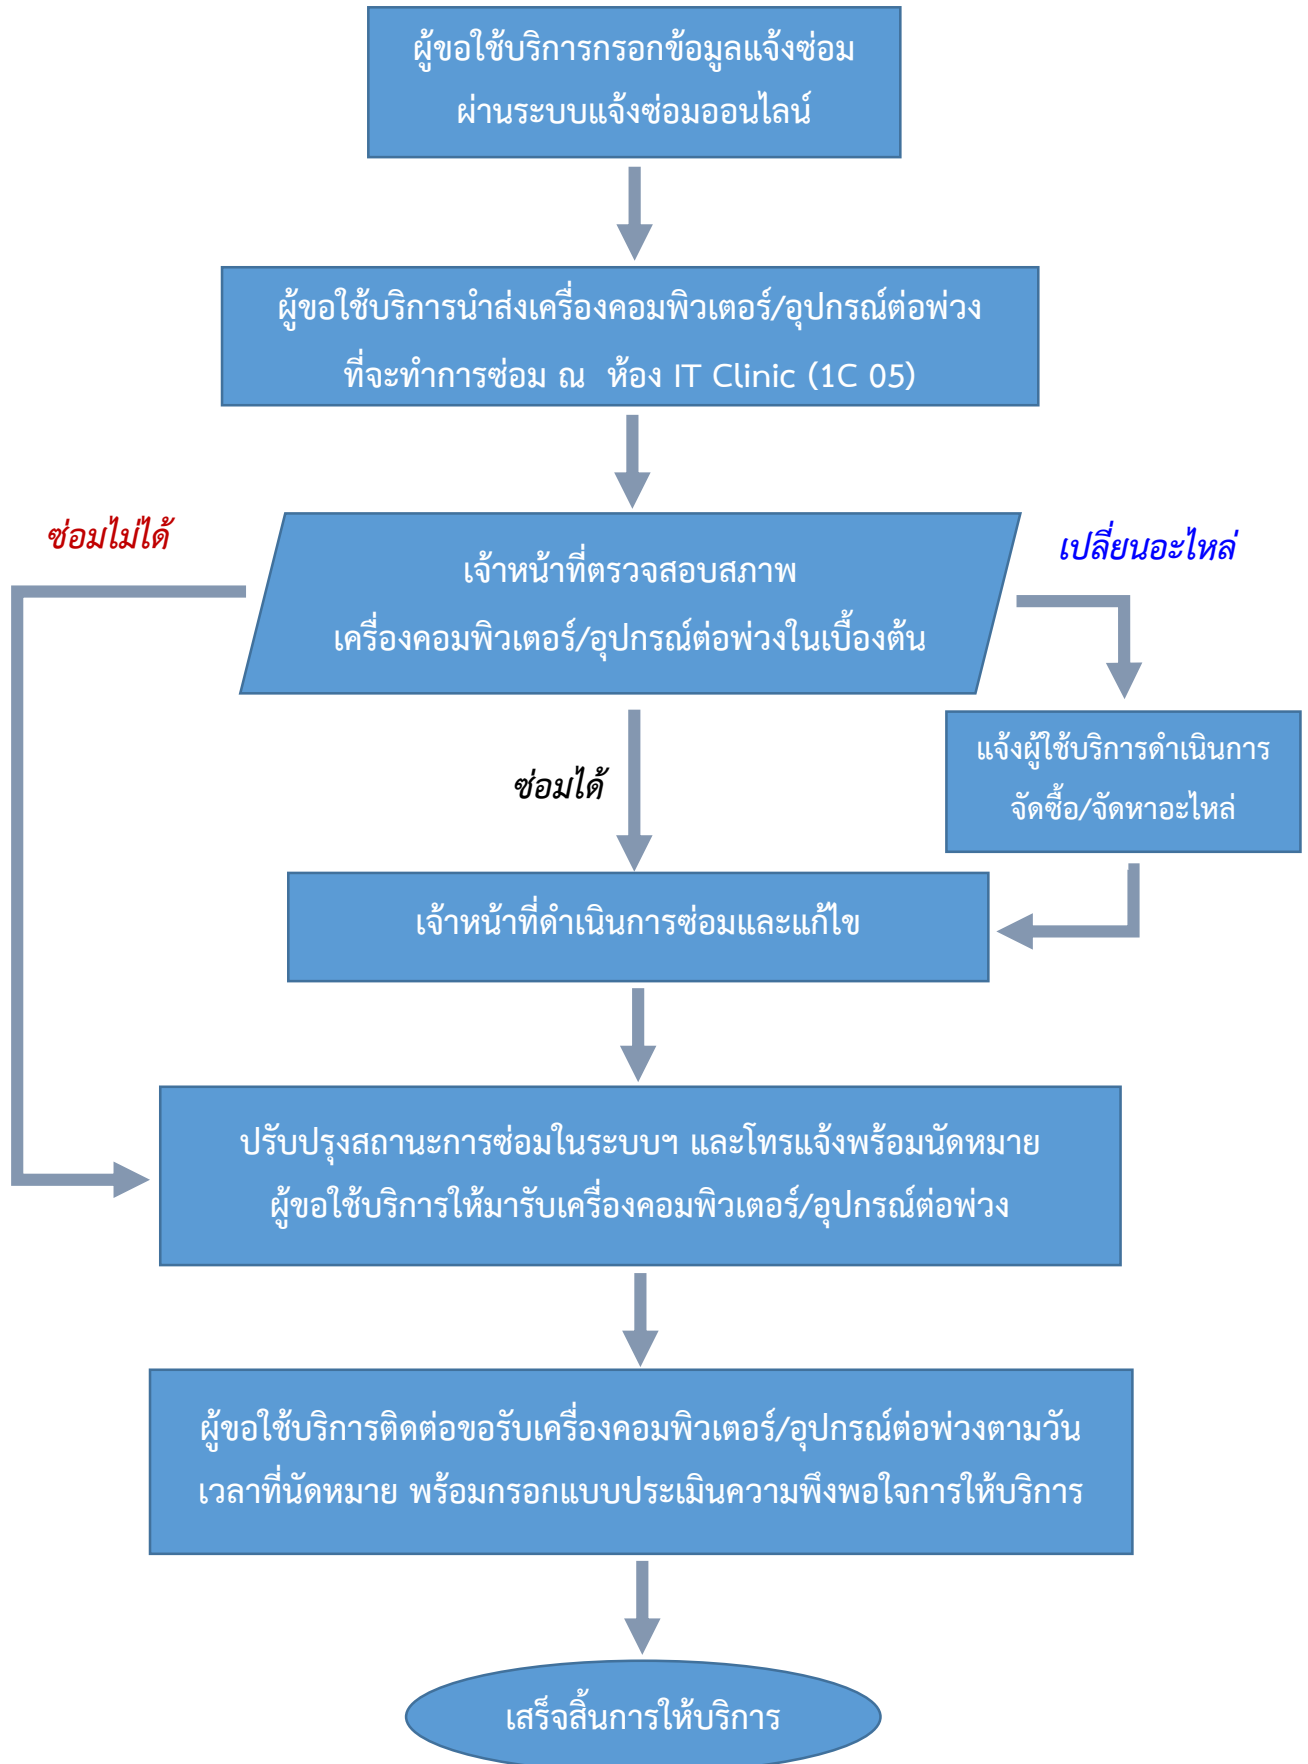 ผู้ขอใช้บริการกรอกข้อมูลแจ้งซ่อม
ผ่านระบบแจ้งซ่อมออนไลน์
ผู้ขอใช้บริการนำส่งเครื่องคอมพิวเตอร์/อุปกรณ์ต่อพ่วง
ที่จะทำการซ่อม ณ ห้อง IT Clinic (1C 05)
ซ่อมไม่ได้
เจ้าหน้าที่ตรวจสอบสภาพ
เครื่องคอมพิวเตอร์/อุปกรณ์ต่อพ่วงในเบื้องต้น
เปลี่ยนอะไหล่
แจ้งผู้ใช้บริการดำเนินการ
จัดซื้อ/จัดหาอะไหล่
ซ่อมได้
เจ้าหน้าที่ดำเนินการซ่อมและแก้ไข
ปรับปรุงสถานะการซ่อมในระบบฯ และโทรแจ้งพร้อมนัดหมาย
ผู้ขอใช้บริการให้มารับเครื่องคอมพิวเตอร์/อุปกรณ์ต่อพ่วง
ผู้ขอใช้บริการติดต่อขอรับเครื่องคอมพิวเตอร์/อุปกรณ์ต่อพ่วงตามวัน
เวลาที่นัดหมาย พร้อมกรอกแบบประเมินความพึงพอใจการให้บริการ
เสร็จสิ้นการให้บริการ